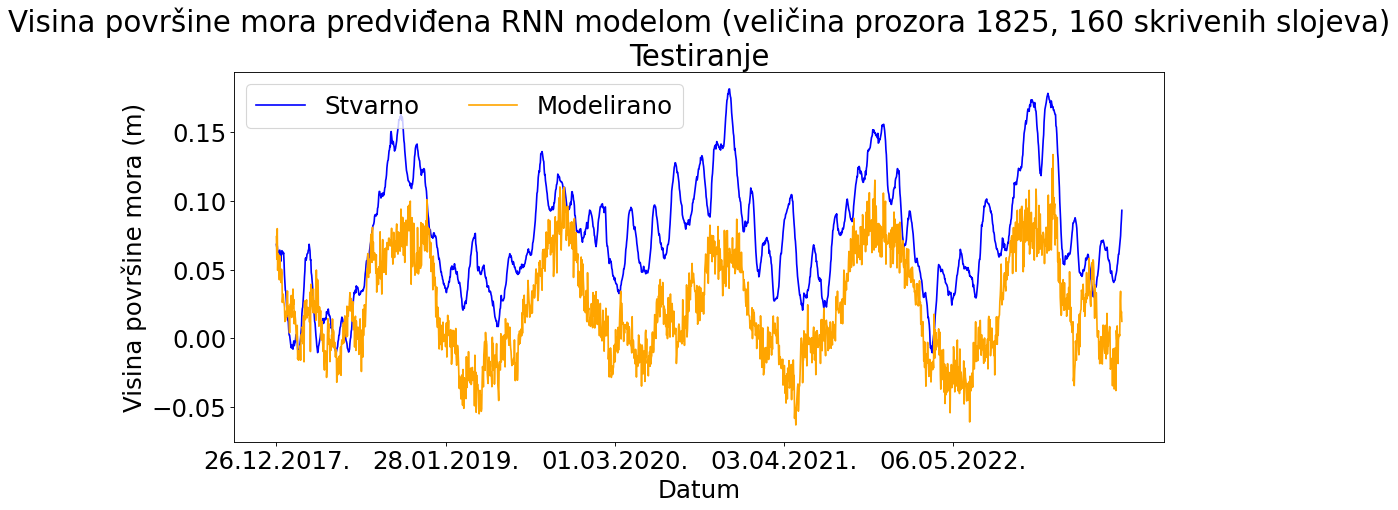 Visina površine mora predviđena RNN modelom (veličina prozora 1825, 160 skrivenih slojeva)
Testiranje
Stvarno Modelirano
Visina površine mora (m)
0.15
0.10
0.05
0.00
−0.05
26.12.2017. 28.01.2019. 01.03.2020. 03.04.2021. 06.05.2022.
Datum